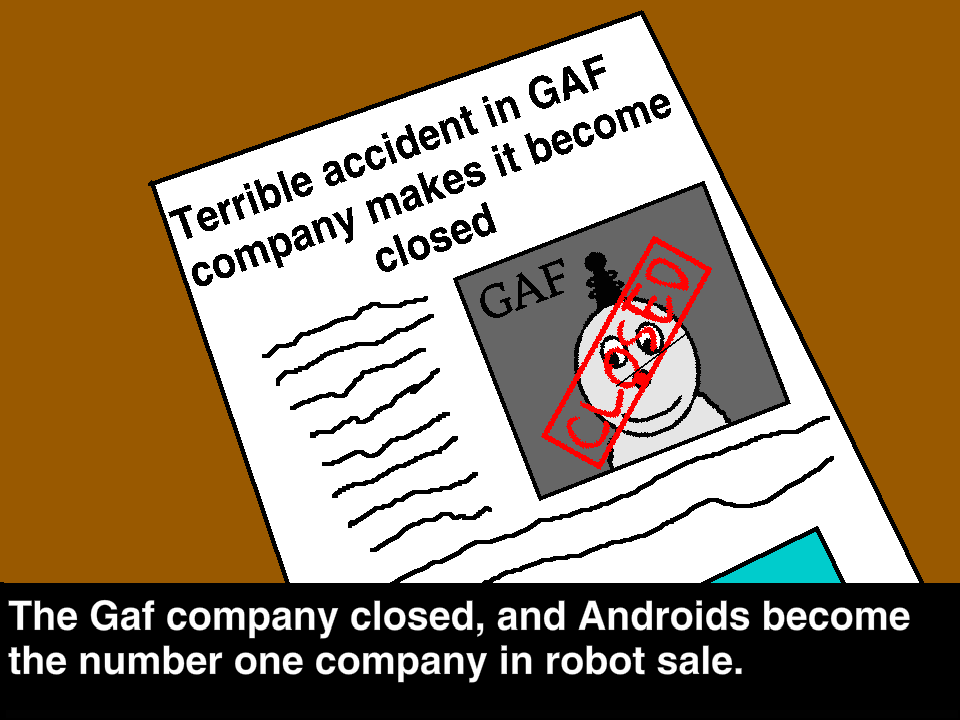 Terrible accident in GAF
company makes it become
closed
GAF
CLOSED
The Gaf company closed, and Androids become
the number one company in robot sale.